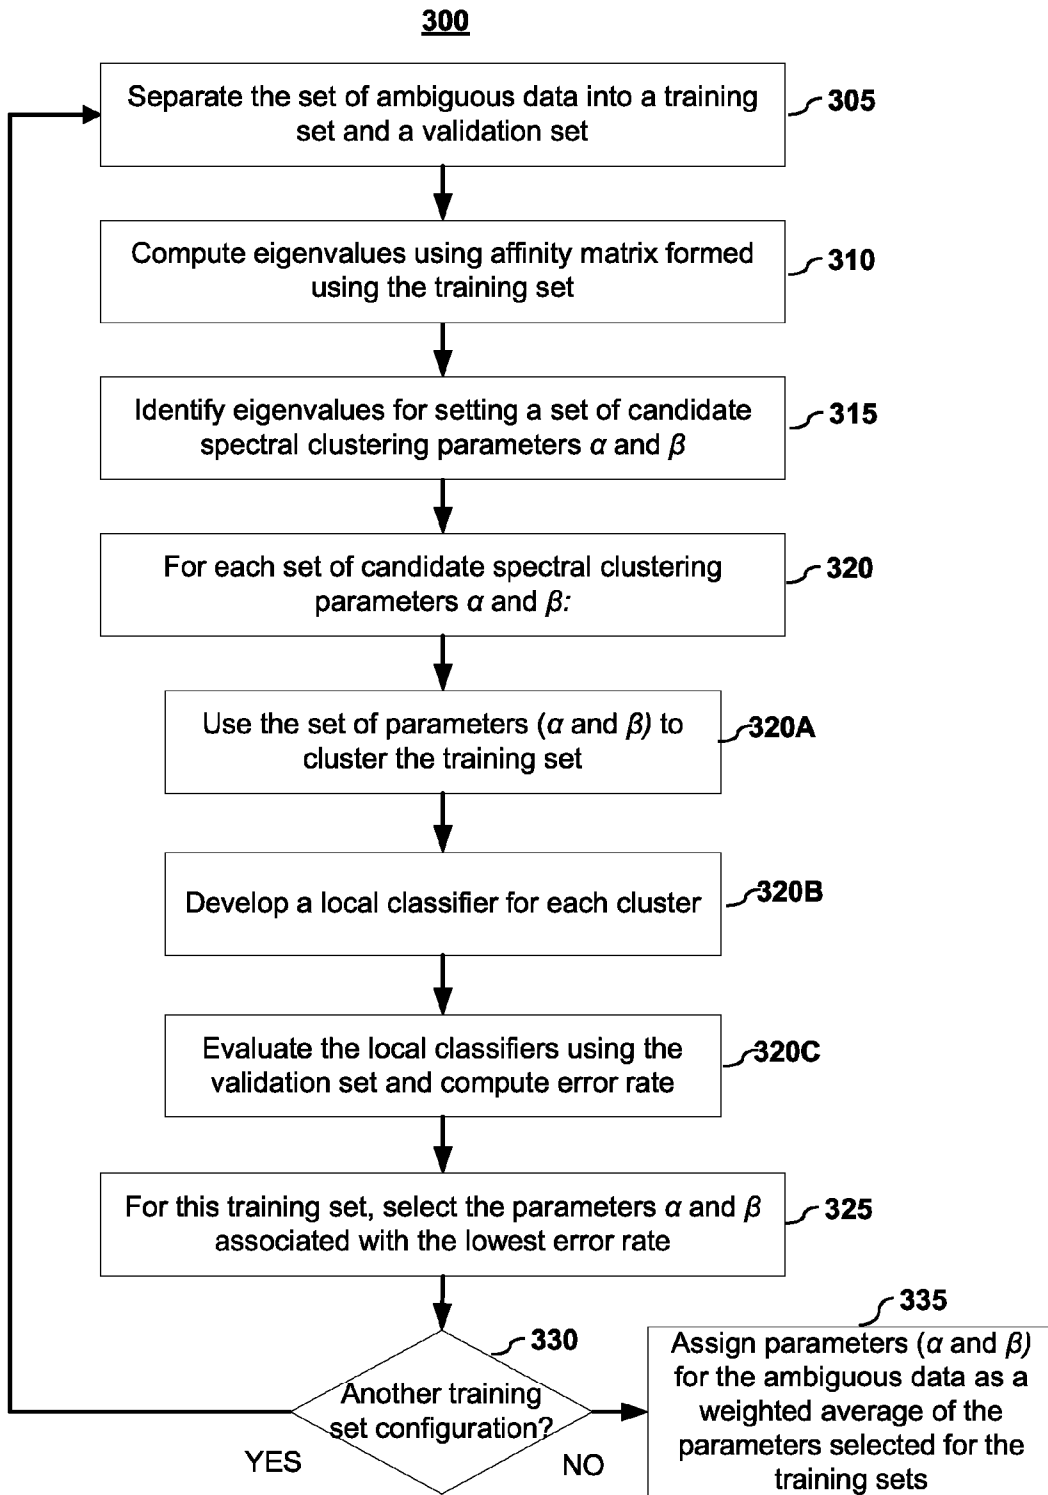 300
Separate the set of ambiguous data into a training
set and a validation set
305
Compute eigenvalues using affinity matrix formed
using the training set
310
Identify eigenvalues for setting a set of candidate
spectral clustering parameters α and β
315
For each set of candidate spectral clustering
parameters α and β:
320
Use the set of parameters (α and β) to
cluster the training set
320A
Develop a local classifier for each cluster
320B
Evaluate the local classifiers using the
validation set and compute error rate
320C
For this training set, select the parameters α and β
associated with the lowest error rate
325
330
Another training
set configuration?
YES
NO
335
Assign parameters (α and β)
for the ambiguous data as a
weighted average of the
parameters selected for the
training sets